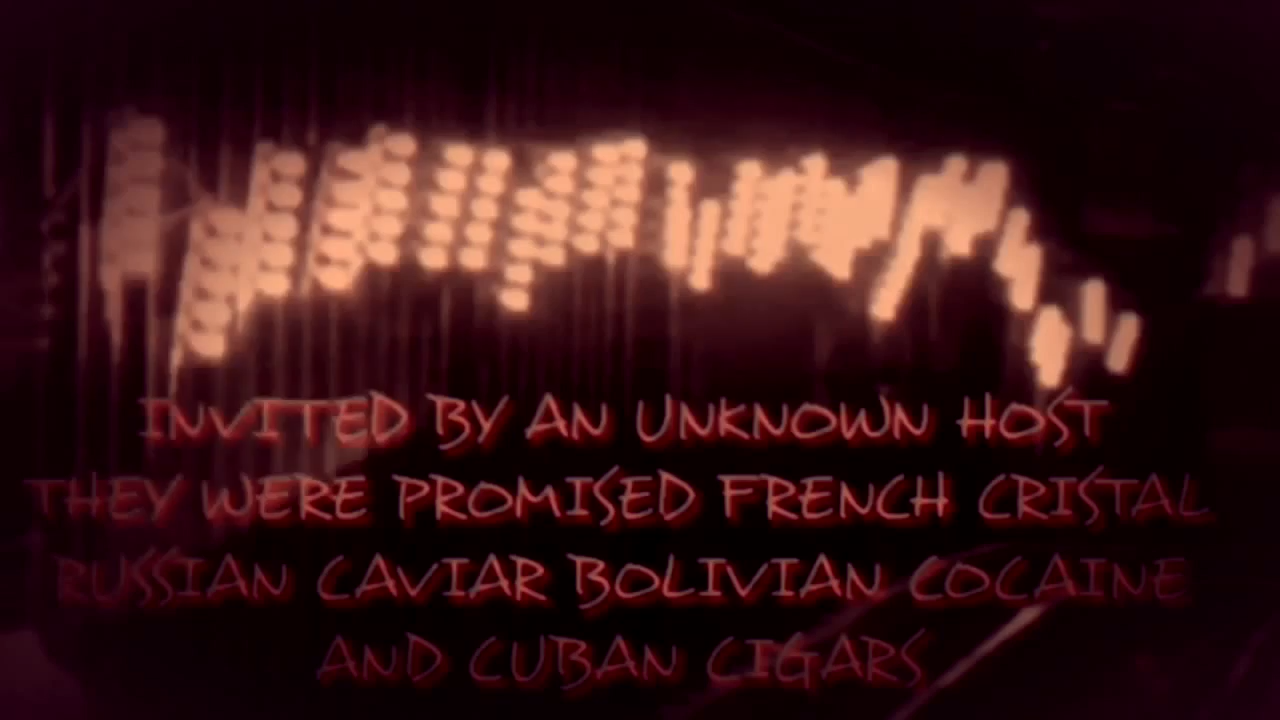 INVITED BY AN UNKNOWN HOST
THEY WERE PROMISED FRENCH CRISTAL
RUSSIAN CAVIAR BOLIVIAN COCAINE
AND CUBAN CIGARS